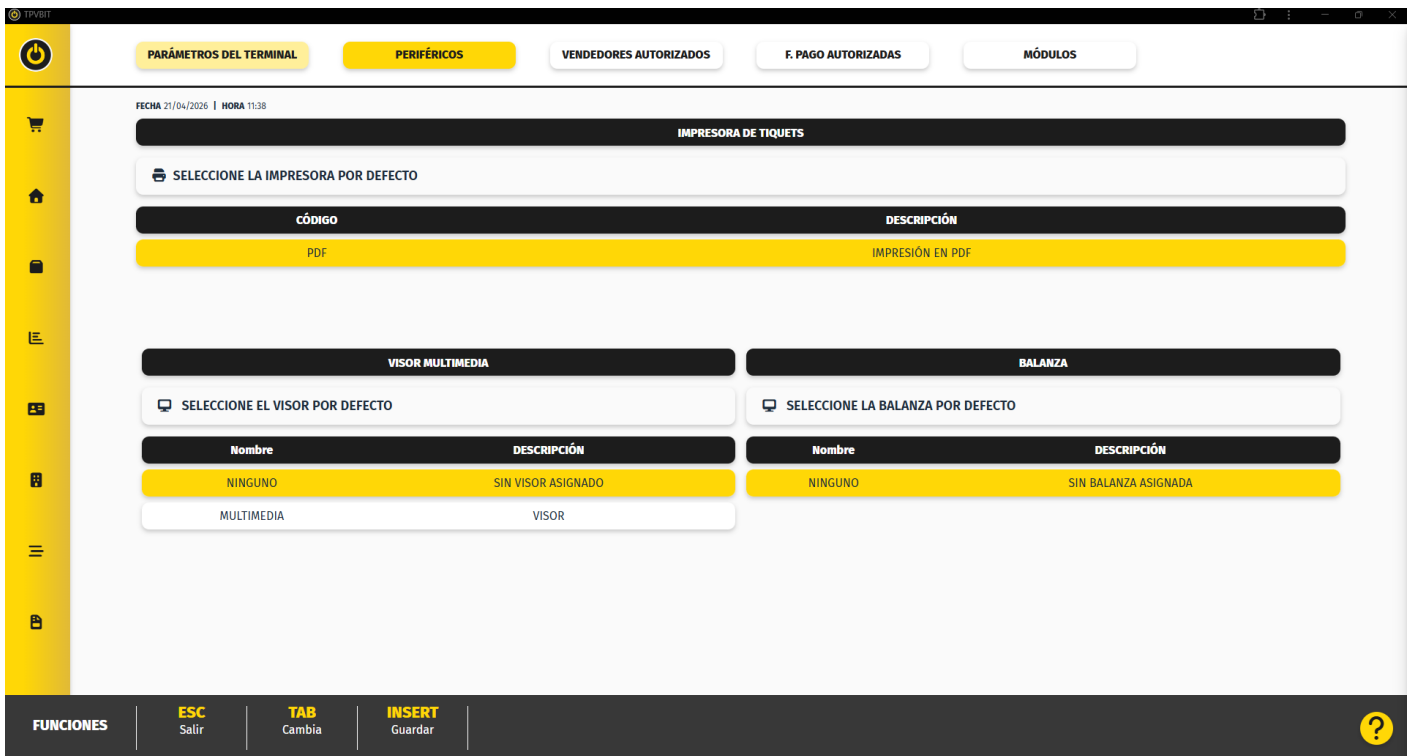 TPVBIT
PARÁMETROS DEL TERMINAL PERIFÉRICOS VENDEDORES AUTORIZADOS F. PAGO AUTORIZADAS MÓDULOS
FECHA 21/04/2026 | HORA 11:38
IMPRESORA DE TIQUETS
SELECCIONE LA IMPRESORA POR DEFECTO
CÓDIGO DESCRIPCIÓN
PDF IMPRESIÓN EN PDF
VISOR MULTIMEDIA BALANZA
SELECCIONE EL VISOR POR DEFECTO SELECCIONE LA BALANZA POR DEFECTO
Nombre DESCRIPCIÓN Nombre DESCRIPCIÓN
NINGUNO SIN VISOR ASIGNADO NINGUNO SIN BALANZA ASIGNADA
MULTIMEDIA VISOR
FUNCIONES ESC TAB INSERT ?
Salir Cambia Guardar